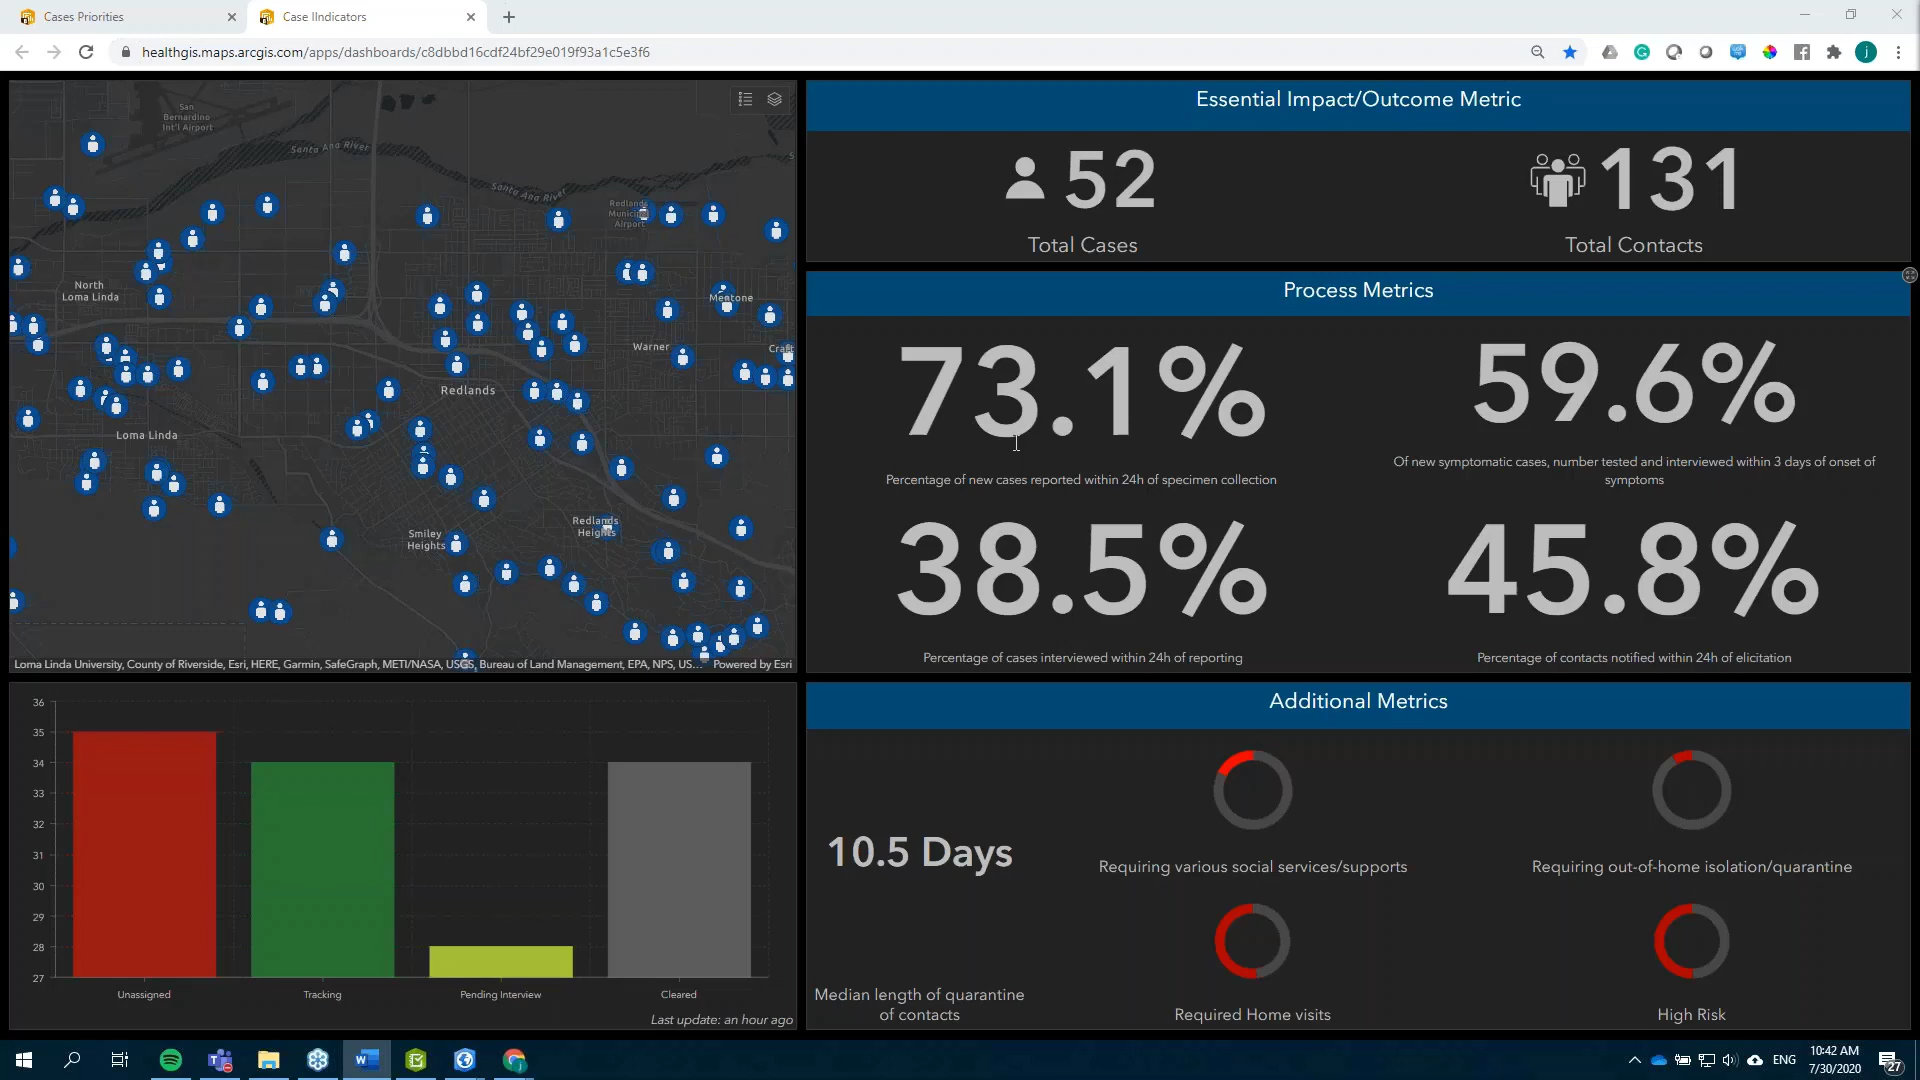 Cases Priorities
Case IIndicators
healthgis.maps.arcgis.com/apps/dashboards/c8dbbd16cdf24bf29e019f93a1c5e3f6
San
Bernardino
Int'l Airport
Santa Ana River
Santa Ana River
Redlands
Municipal
Airport
North
Loma Linda
Mentone
Warner
Redlands
Loma Linda
Smiley
Heights
Redlands
Heights
Loma Linda University, County of Riverside, Esri, HERE, Garmin, SafeGraph, METI/NASA, USGS, Bureau of Land Management, EPA, NPS, US... Powered by Esri
Essential Impact/Outcome Metric
52
Total Cases
131
Total Contacts
Process Metrics
73.1%
Percentage of new cases reported within 24h of specimen collection
59.6%
Of new symptomatic cases, number tested and interviewed within 3 days of onset of
symptoms
38.5%
Percentage of cases interviewed within 24h of reporting
45.8%
Percentage of contacts notified within 24h of elicitation
36
35
34
33
32
31
30
29
28
27
Unassigned
Tracking
Pending Interview
Cleared
Last update: an hour ago
Additional Metrics
10.5 Days
Median length of quarantine
of contacts
Requiring various social services/supports
Requiring out-of-home isolation/quarantine
Required Home visits
High Risk
ENG
10:42 AM
7/30/2020
27